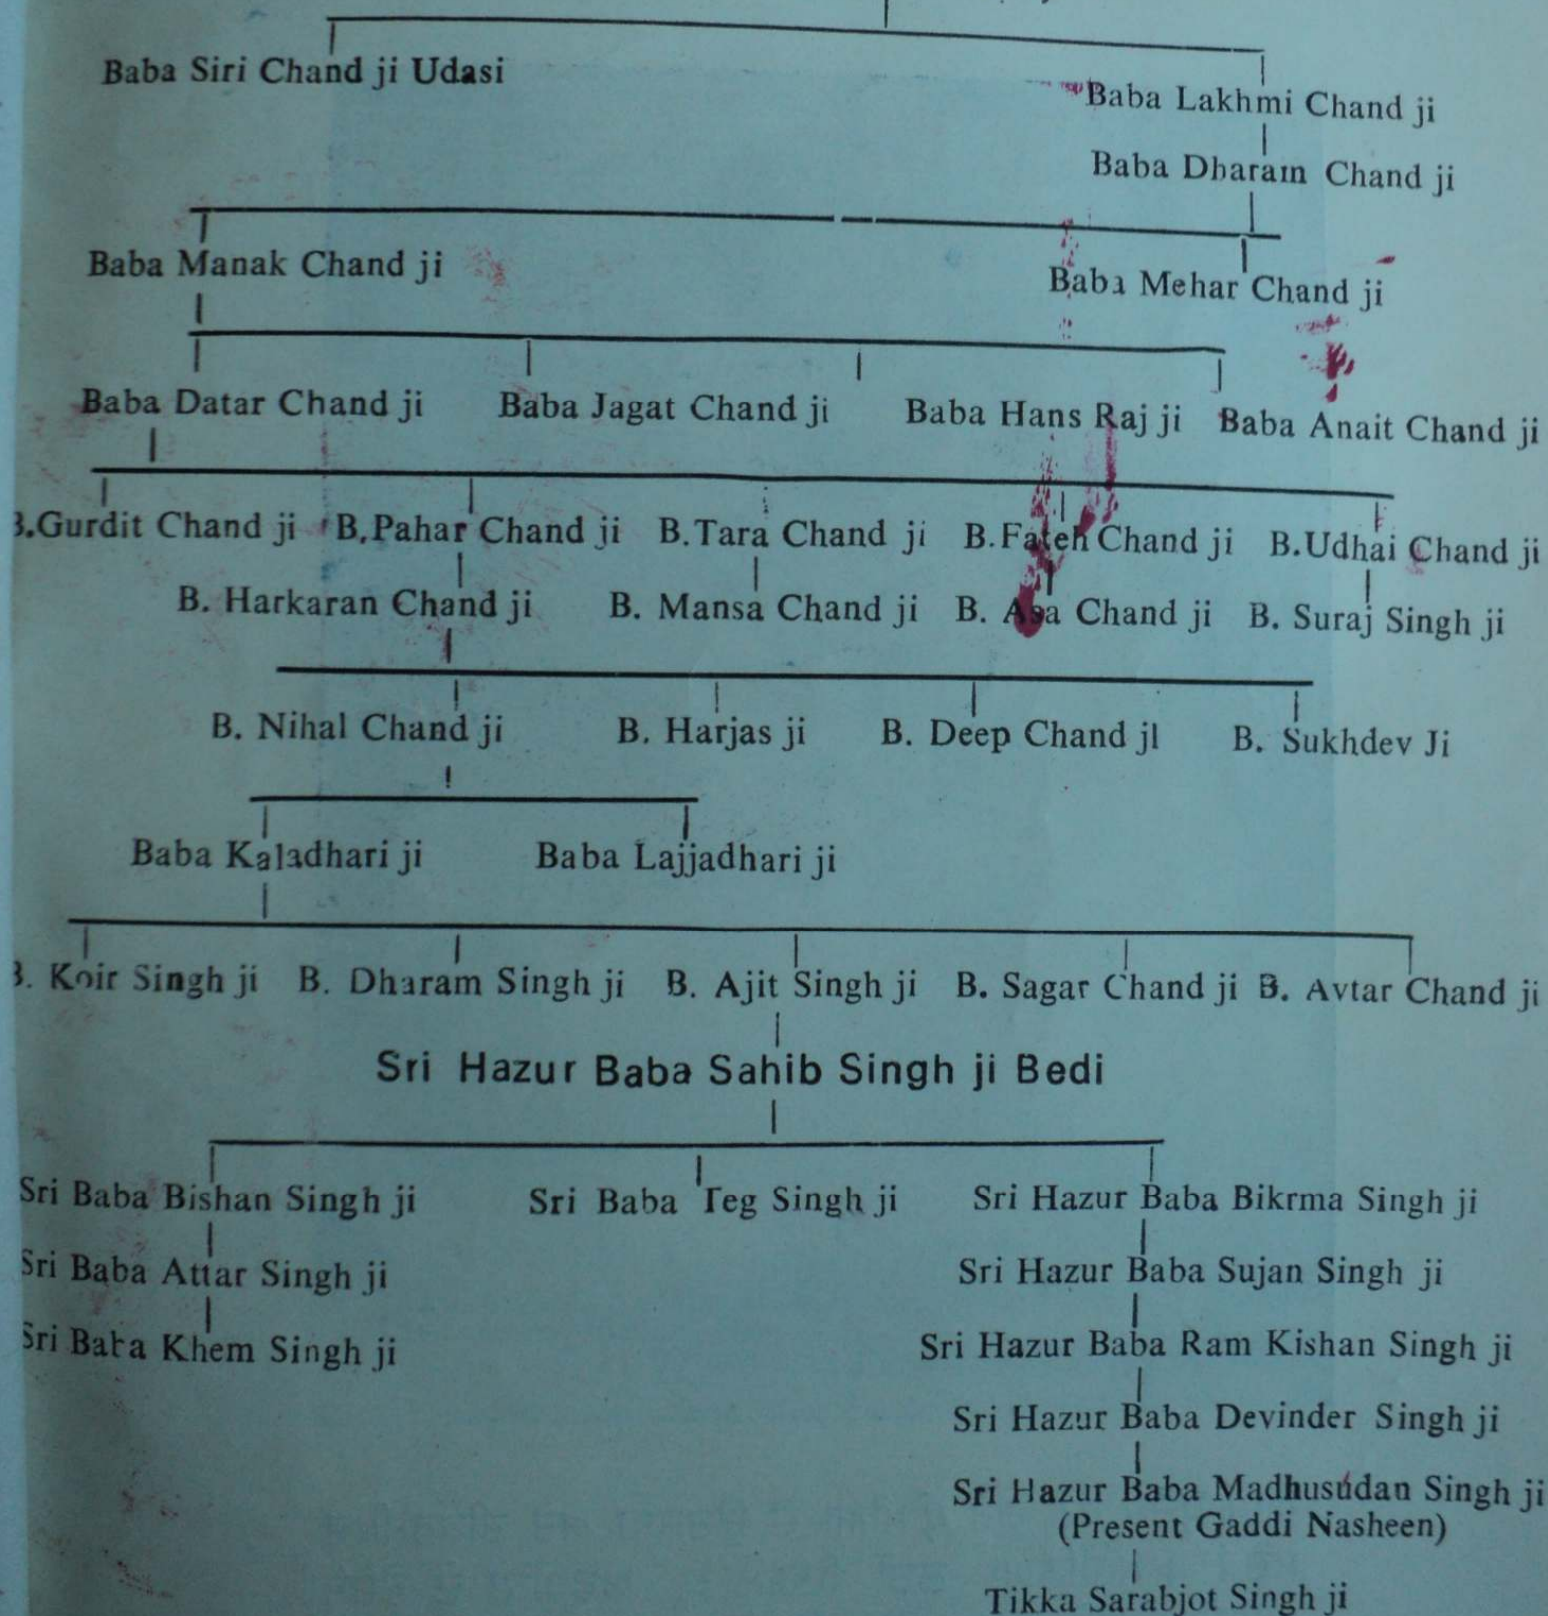 Baba Siri Chand ji Udasi
Baba Lakhmi Chand ji
Baba Dharam Chand ji
Baba Manak Chand ji
Baba Mehar Chand ji
Baba Datar Chand ji Baba Jagat Chand ji Baba Hans Raj ji Baba Anait Chand ji
B.Gurdit Chand ji B.Pahar Chand ji B.Tara Chand ji B.Fateh Chand ji B.Udhai Chand ji
B. Harkaran Chand ji B. Mansa Chand ji B. Asa Chand ji B. Suraj Singh ji
B. Nihal Chand ji B. Harjas ji B. Deep Chand jl B. Sukhdev Ji
Baba Kaladhari ji Baba Lajjadhari ji
B. Koir Singh ji B. Dharam Singh ji B. Ajit Singh ji B. Sagar Chand ji B. Avtar Chand ji
Sri Hazur Baba Sahib Singh ji Bedi
Sri Baba Bishan Singh ji Sri Baba Teg Singh ji Sri Hazur Baba Bikrma Singh ji
Sri Baba Attar Singh ji Sri Hazur Baba Sujan Singh ji
Sri Baba Khem Singh ji Sri Hazur Baba Ram Kishan Singh ji
Sri Hazur Baba Devinder Singh ji
Sri Hazur Baba Madhusudan Singh ji
(Present Gaddi Nasheen)
Tikka Sarabjot Singh ji